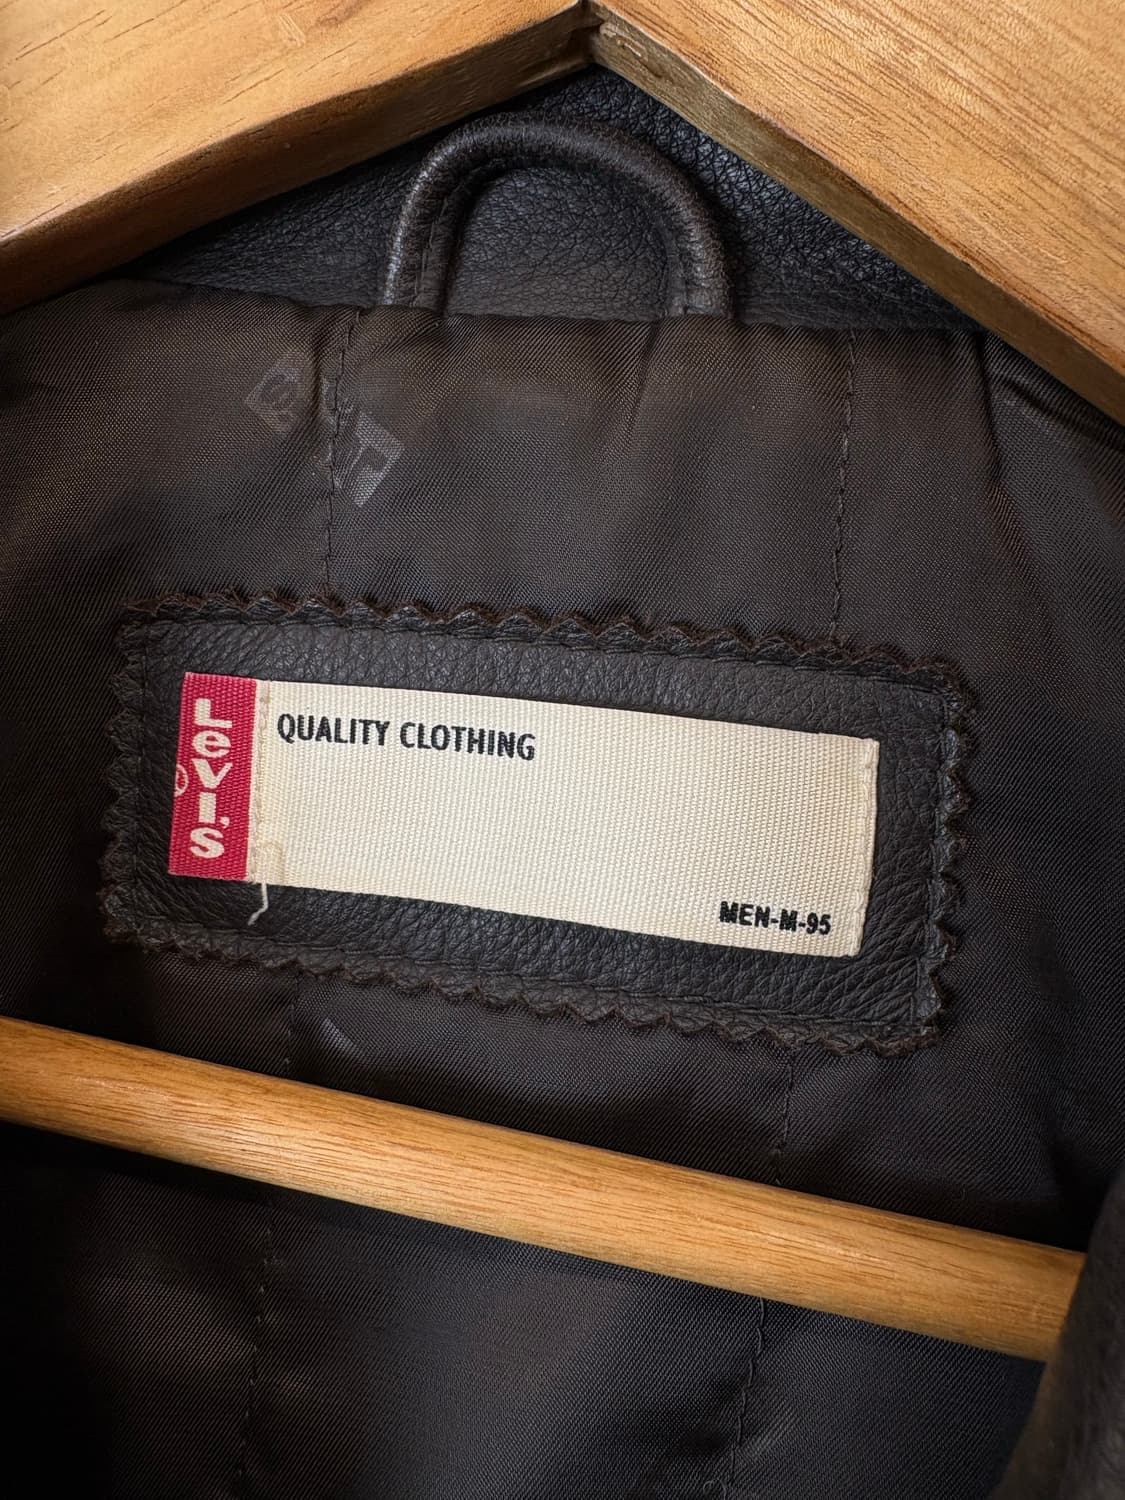 Levi's
®
QUALITY CLOTHING
MEN-M-95